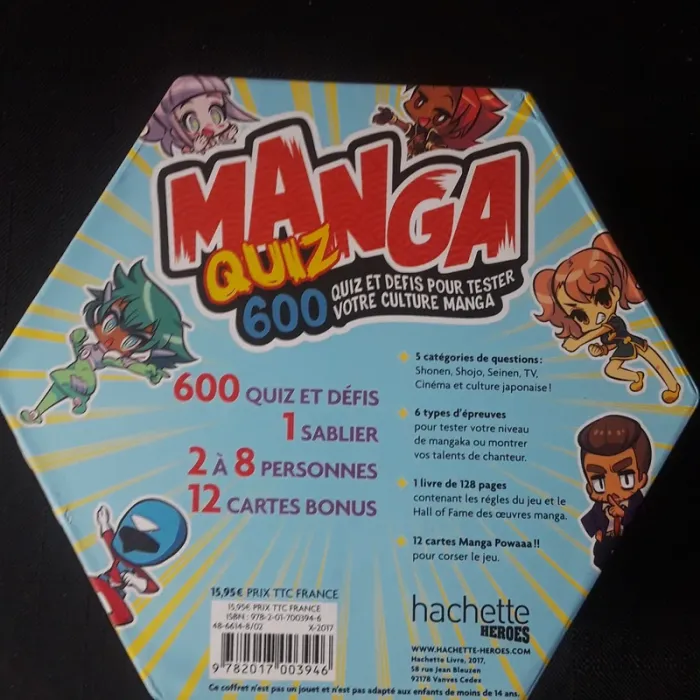 MANGA
QUIZ
600 QUIZ ET DÉFIS POUR TESTER
VOTRE CULTURE MANGA
600 QUIZ ET DÉFIS
1 SABLIER
2 À 8 PERSONNES
12 CARTES BONUS
5 catégories de questions :
Shonen, Shojo, Seinen, TV,
Cinéma et culture japonaise !
6 types d'épreuves
pour tester votre niveau
de mangaka ou montrer
vos talents de chanteur.
1 livre de 128 pages
contenant les régles du jeu et le
Hall of Fame des œuvres manga.
12 cartes Manga Powaaa!!
pour corser le jeu.
15,95€ PRIX TTC FRANCE
15,95€ PRIX TTC FRANCE
ISBN : 978-2-01-700394-6
48-6614-8/02 X-2017
9 782017 003946
hachette
HEROES
WWW.HACHETTE-HEROES.COM
Hachette Livre, 2017,
58 rue Jean Bleuzen
92178 Vanves Cedex
Ce coffret n'est pas un jouet et n'est pas adapté aux enfants de moins de 14 ans.